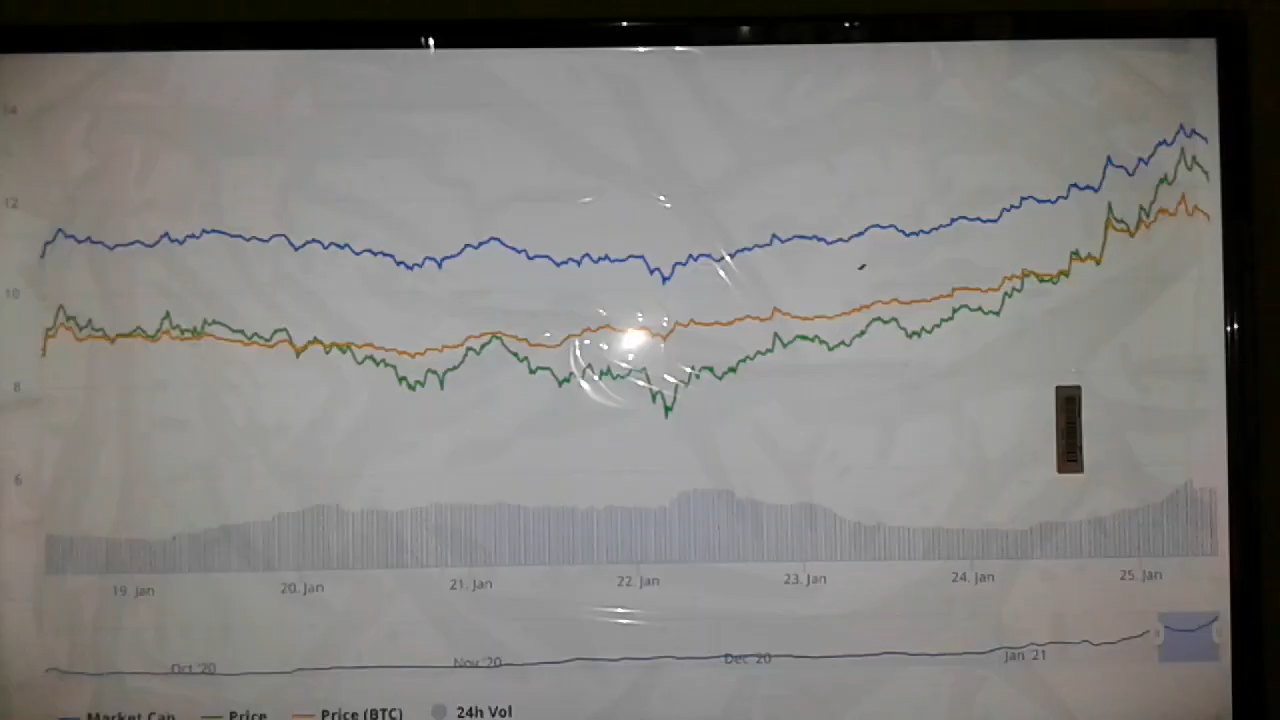 14
12
10
8
6
19. Jan 20. Jan 21. Jan 22. Jan 23. Jan 24. Jan 25. Jan
Oct '20 Nov '20 Dec '20 Jan '21
Market Cap Price Price (BTC) 24h Vol